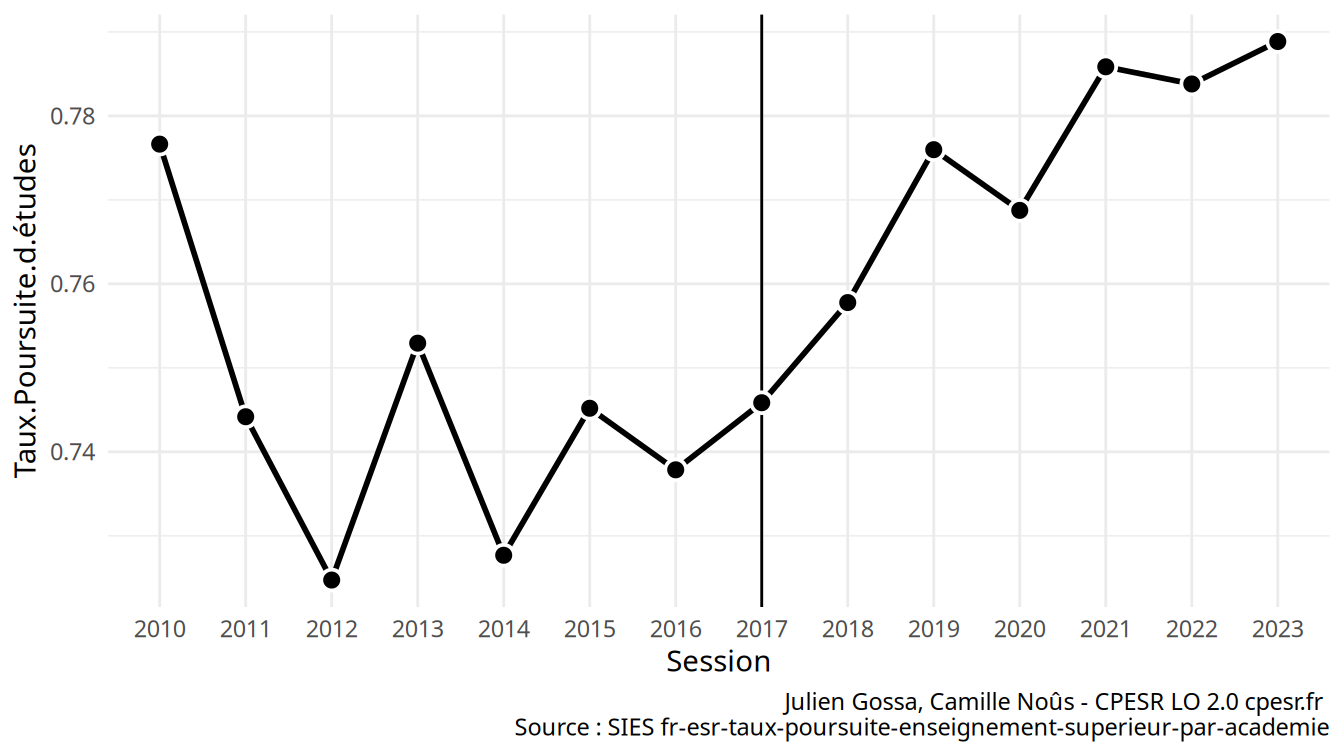 Taux.Poursuite.d.études
0.78
0.76
0.74
2010 2011 2012 2013 2014 2015 2016 2017 2018 2019 2020 2021 2022 2023
Session
Julien Gossa, Camille Noûs - CPESR LO 2.0 cpesr.fr
Source : SIES fr-esr-taux-poursuite-enseignement-superieur-par-academie